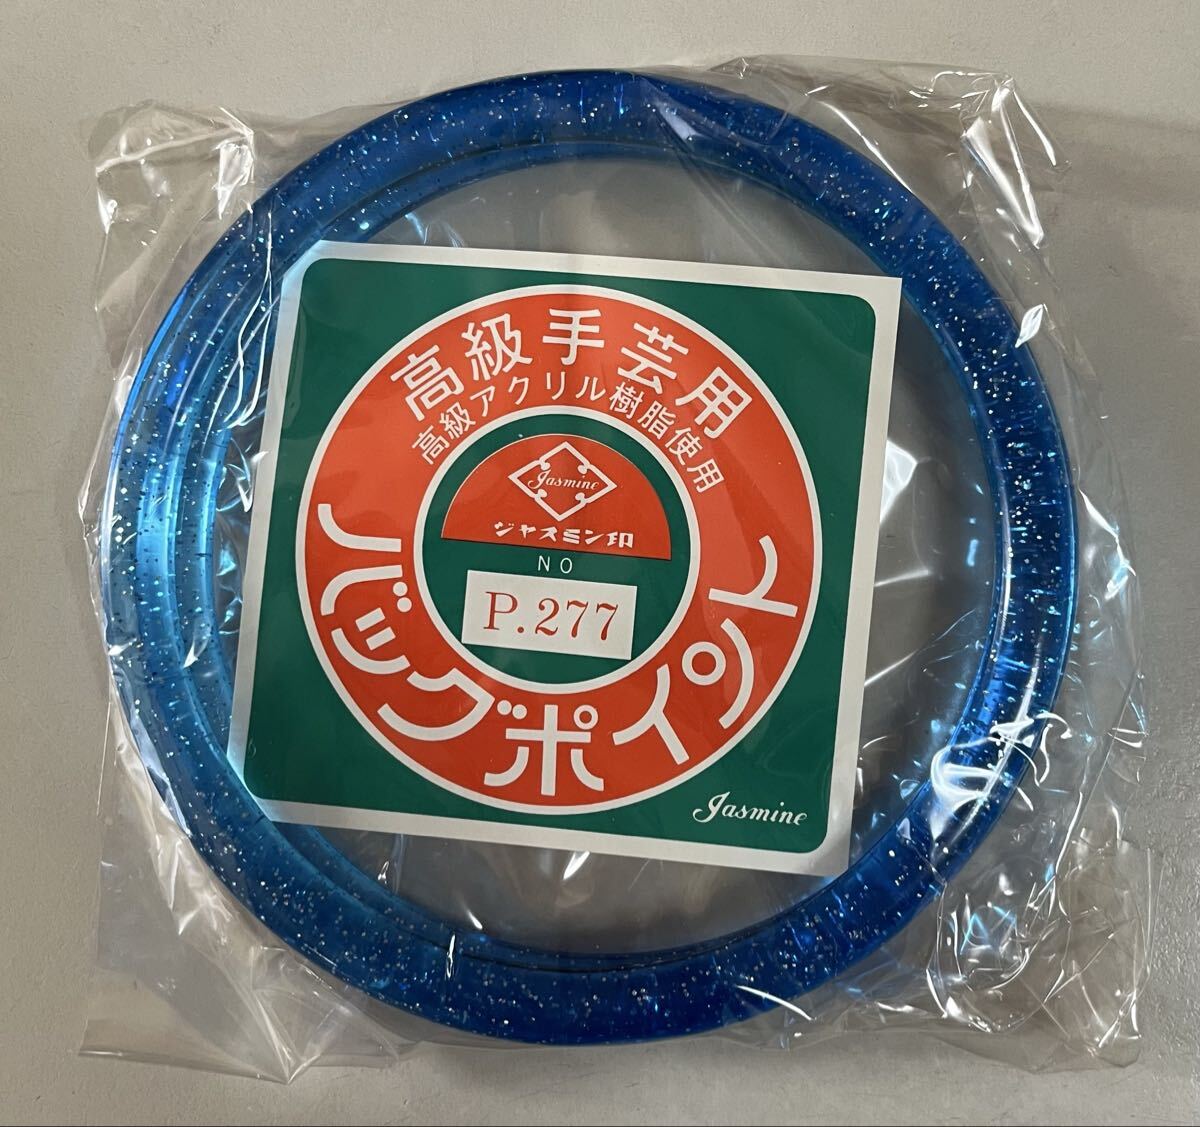 高級手芸用
高級アクリル樹脂使用
Jasmine
ジャスミン印
NO
P.277
バッグポイント
Jasmine